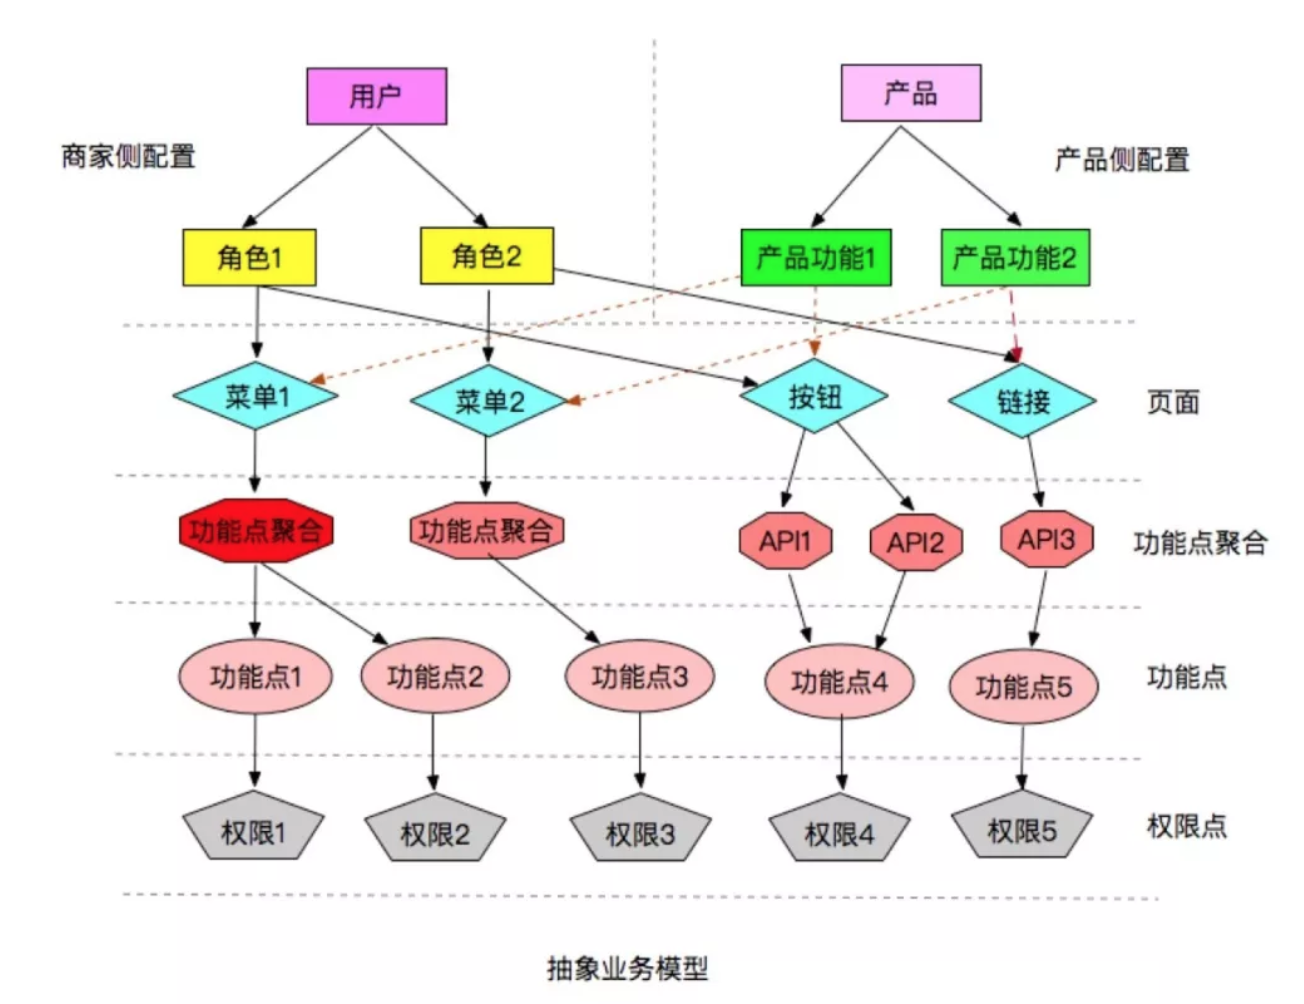 用户
产品
商家侧配置
产品侧配置
角色1
角色2
产品功能1
产品功能2
菜单1
菜单2
按钮
链接
页面
功能点聚合
功能点聚合
API1
API2
API3
功能点聚合
功能点1
功能点2
功能点3
功能点4
功能点5
功能点
权限1
权限2
权限3
权限4
权限5
权限点
抽象业务模型